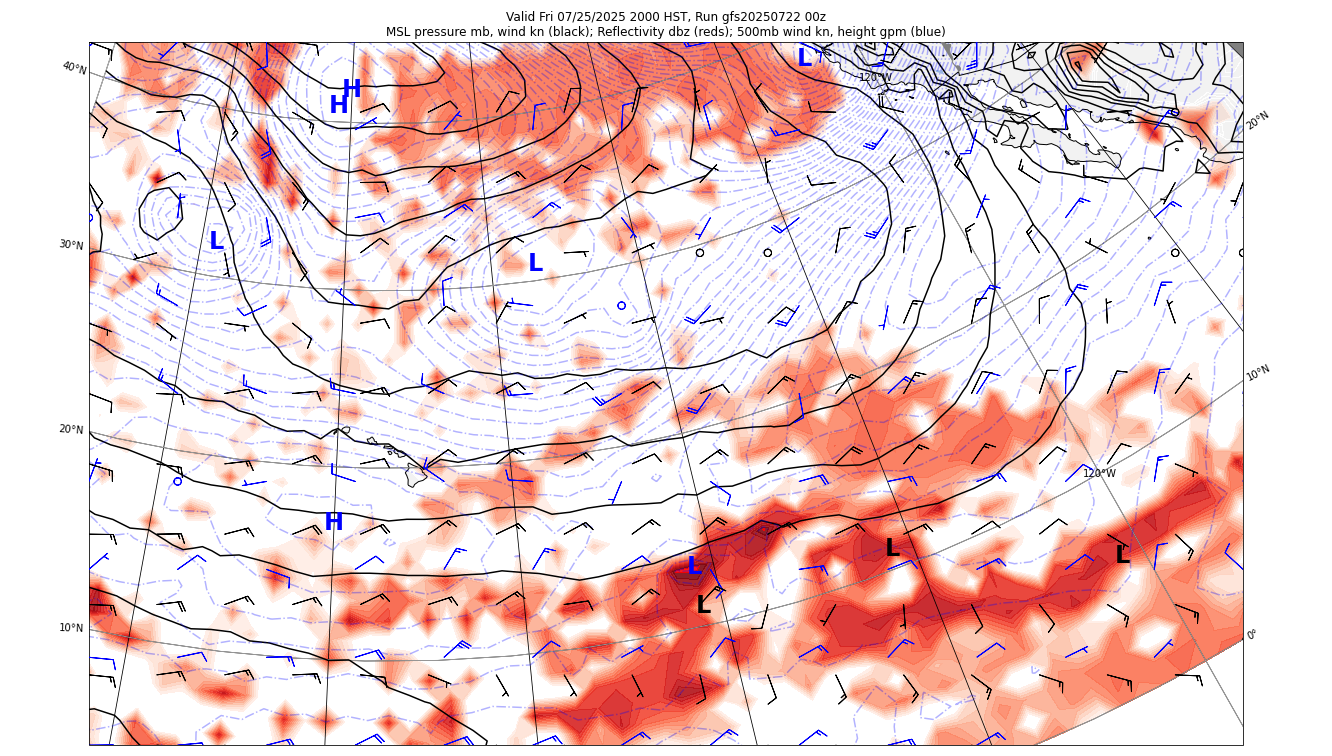 Valid Fri 07/25/2025 2000 HST, Run gfs20250722 00z
MSL pressure mb, wind kn (black); Reflectivity dbz (reds); 500mb wind kn, height gpm (blue)
40°N
30°N
20°N
10°N
120°W
20°N
10°N
0°
120°W
H
H
L
L
L
H
L
L
L
L